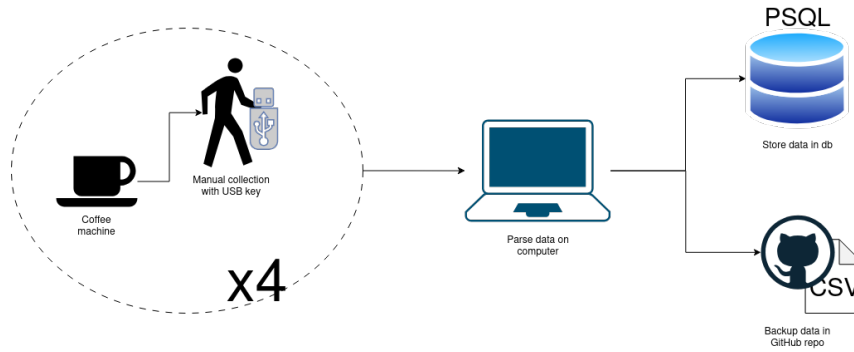 PSQL
Manual collection
with USB key
Store data in db
Coffee
machine
Parse data on
computer
x4
CSV
Backup data in
GitHub repo